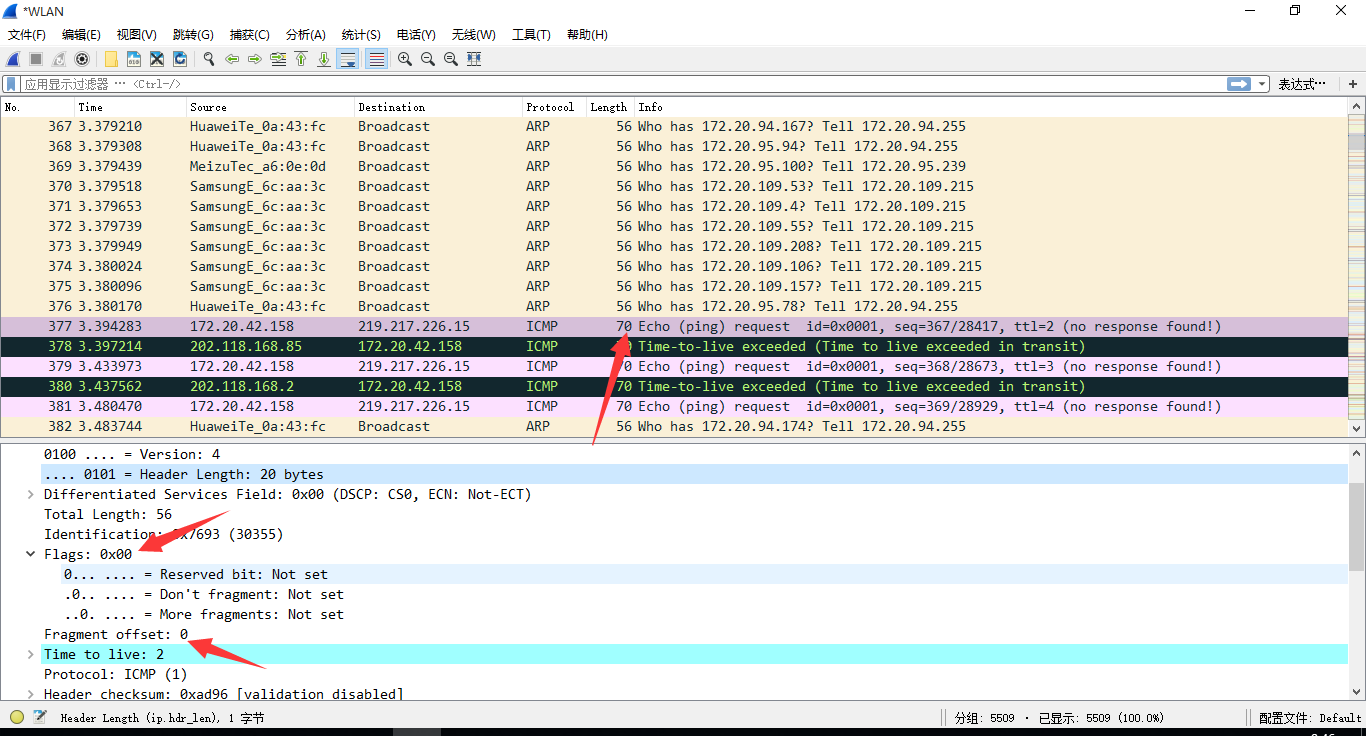 *WLAN
文件(F) 编辑(E) 视图(V) 跳转(G) 捕获(C) 分析(A) 统计(S) 电话(Y) 无线(W) 工具(T) 帮助(H)
应用显示过滤器 … <Ctrl-/> 表达式… +
No. Time Source Destination Protocol Length Info
367 3.379210 HuaweiTe_0a:43:fc Broadcast ARP 56 Who has 172.20.94.167? Tell 172.20.94.255
368 3.379308 HuaweiTe_0a:43:fc Broadcast ARP 56 Who has 172.20.95.94? Tell 172.20.94.255
369 3.379439 MeizuTec_a6:0e:0d Broadcast ARP 56 Who has 172.20.95.100? Tell 172.20.95.239
370 3.379518 SamsungE_6c:aa:3c Broadcast ARP 56 Who has 172.20.109.53? Tell 172.20.109.215
371 3.379653 SamsungE_6c:aa:3c Broadcast ARP 56 Who has 172.20.109.4? Tell 172.20.109.215
372 3.379739 SamsungE_6c:aa:3c Broadcast ARP 56 Who has 172.20.109.55? Tell 172.20.109.215
373 3.379949 SamsungE_6c:aa:3c Broadcast ARP 56 Who has 172.20.109.208? Tell 172.20.109.215
374 3.380024 SamsungE_6c:aa:3c Broadcast ARP 56 Who has 172.20.109.106? Tell 172.20.109.215
375 3.380096 SamsungE_6c:aa:3c Broadcast ARP 56 Who has 172.20.109.157? Tell 172.20.109.215
376 3.380170 HuaweiTe_0a:43:fc Broadcast ARP 56 Who has 172.20.95.78? Tell 172.20.94.255
377 3.394283 172.20.42.158 219.217.226.15 ICMP 70 Echo (ping) request id=0x0001, seq=367/28417, ttl=2 (no response found!)
378 3.397214 202.118.168.85 172.20.42.158 ICMP Time-to-live exceeded (Time to live exceeded in transit)
379 3.433973 172.20.42.158 219.217.226.15 ICMP Echo (ping) request id=0x0001, seq=368/28673, ttl=3 (no response found!)
380 3.437562 202.118.168.2 172.20.42.158 ICMP 70 Time-to-live exceeded (Time to live exceeded in transit)
381 3.480470 172.20.42.158 219.217.226.15 ICMP 70 Echo (ping) request id=0x0001, seq=369/28929, ttl=4 (no response found!)
382 3.483744 HuaweiTe_0a:43:fc Broadcast ARP 56 Who has 172.20.94.174? Tell 172.20.94.255
0100 .... = Version: 4
.... 0101 = Header Length: 20 bytes
Differentiated Services Field: 0x00 (DSCP: CS0, ECN: Not-ECT)
Total Length: 56
Identification: 0x7693 (30355)
Flags: 0x00
0... .... = Reserved bit: Not set
.0.. .... = Don't fragment: Not set
..0. .... = More fragments: Not set
Fragment offset: 0
Time to live: 2
Protocol: ICMP (1)
Header checksum: 0xad96 [validation disabled]
Header Length (ip.hdr_len), 1 字节 分组: 5509 · 已显示: 5509 (100.0%) 配置文件: Default